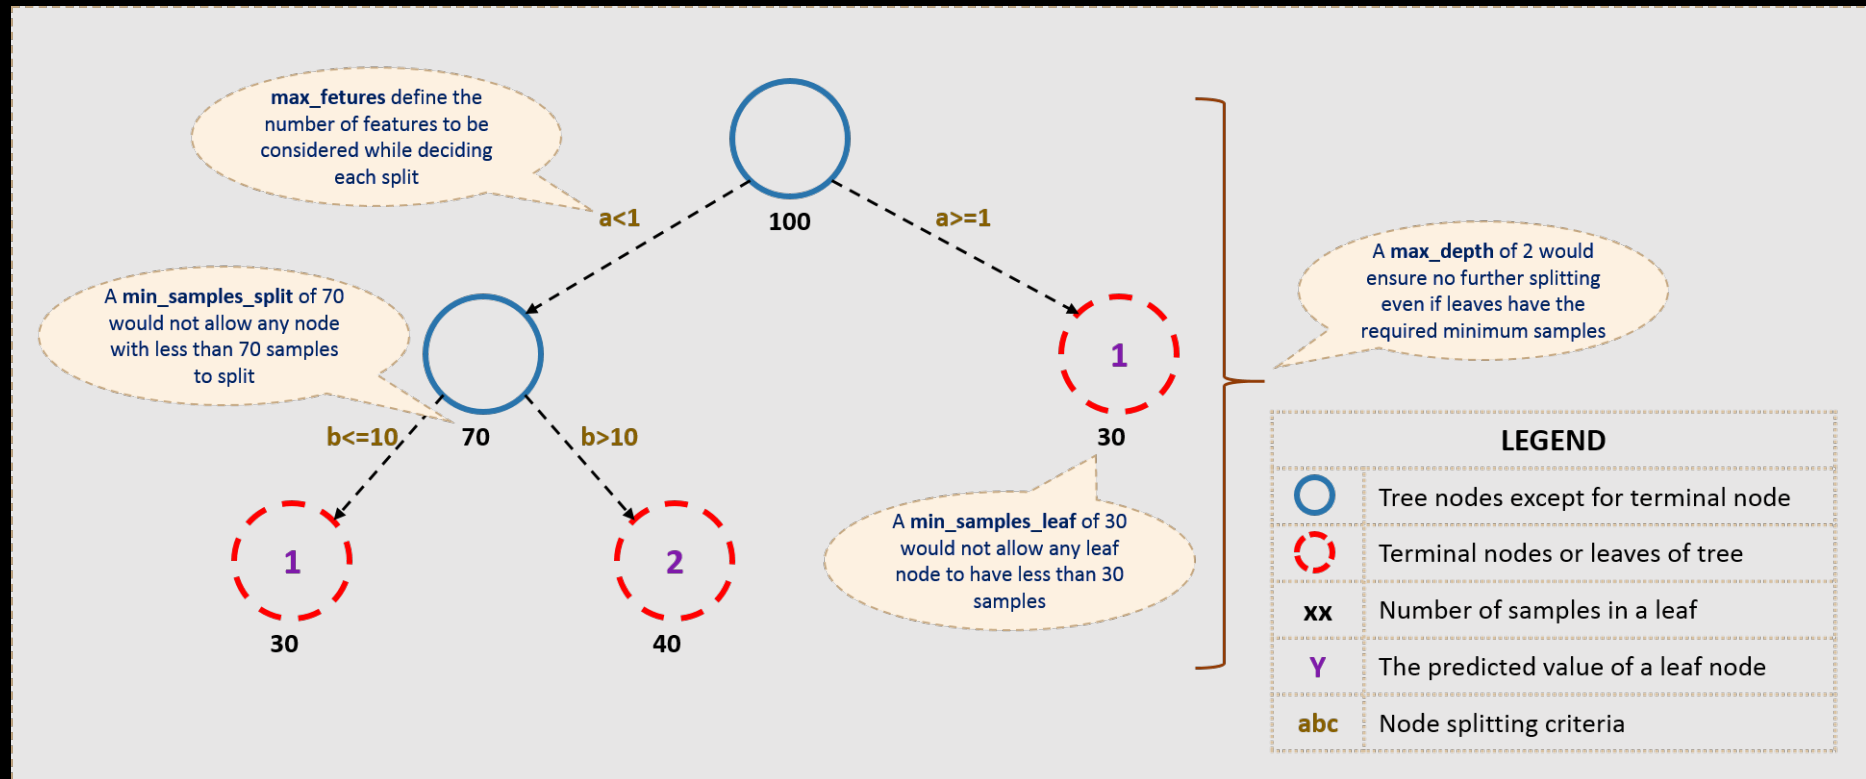 max_fetures define the
number of features to be
considered while deciding
each split
100
a<1
a>=1
A max_depth of 2 would
ensure no further splitting
even if leaves have the
required minimum samples
A min_samples_split of 70
would not allow any node
with less than 70 samples
to split
1
b<=10
70
b>10
30
1
2
30
40
A min_samples_leaf of 30
would not allow any leaf
node to have less than 30
samples
LEGEND
Tree nodes except for terminal node
Terminal nodes or leaves of tree
xx Number of samples in a leaf
Y The predicted value of a leaf node
abc Node splitting criteria